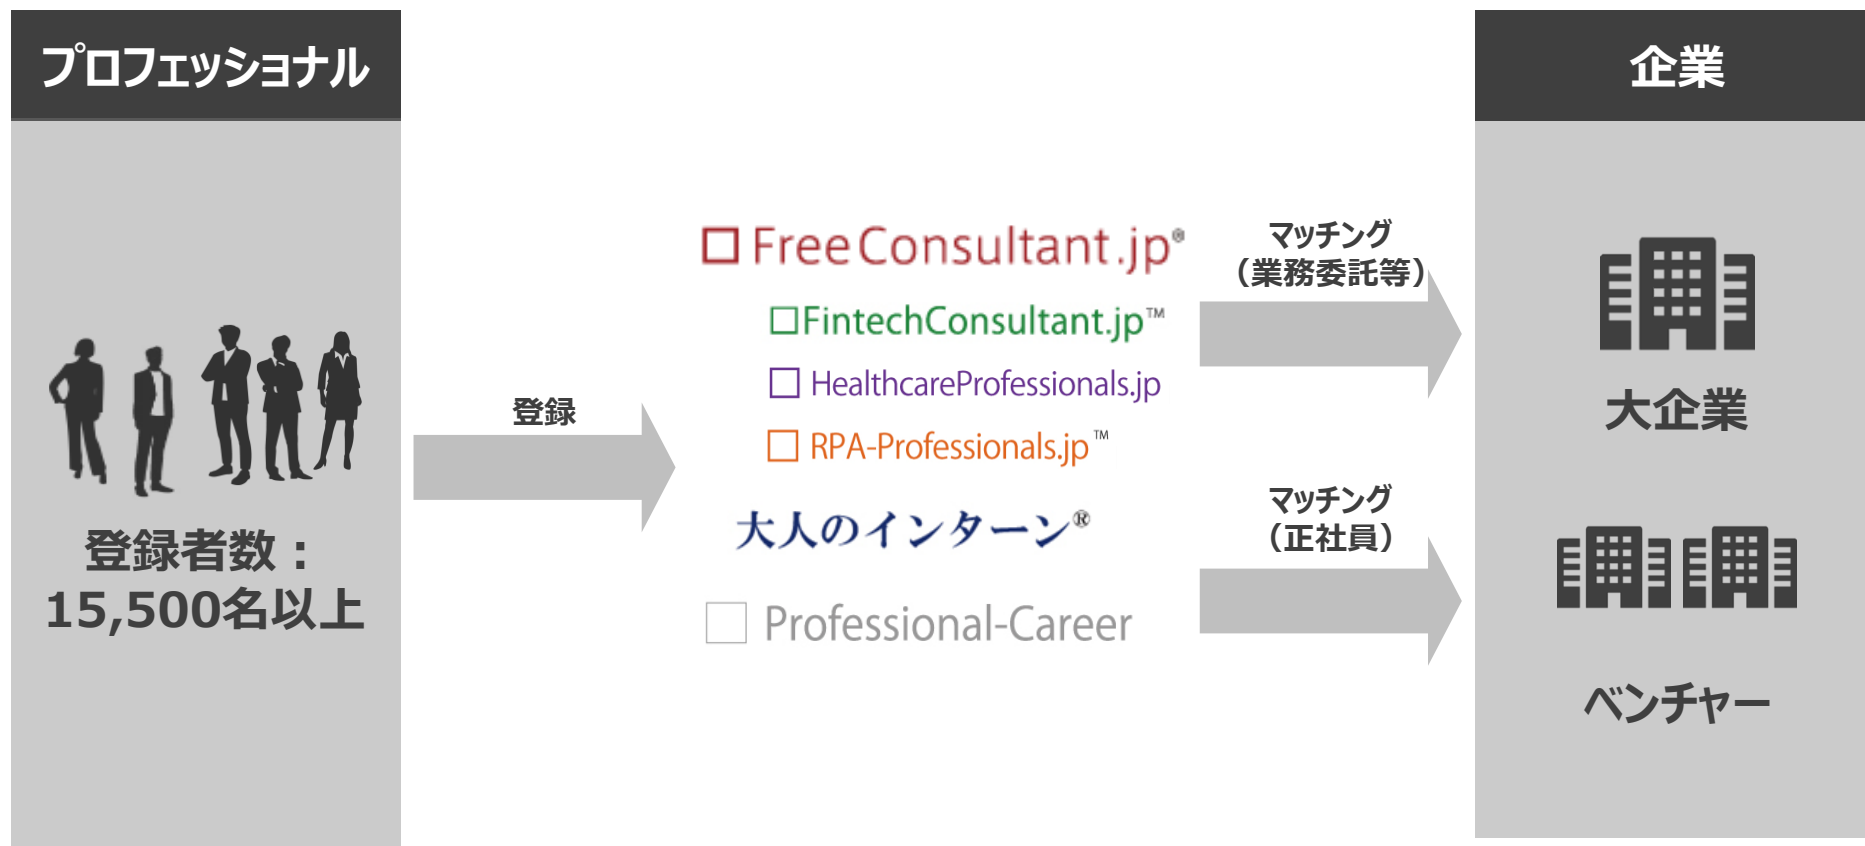 プロフェッショナル
登録者数：
15,500名以上
登録
FreeConsultant.jp®
FintechConsultant.jp™
HealthcareProfessionals.jp
RPA-Professionals.jp™
大人のインターン®
Professional-Career
マッチング
（業務委託等）
マッチング
（正社員）
企業
大企業
ベンチャー